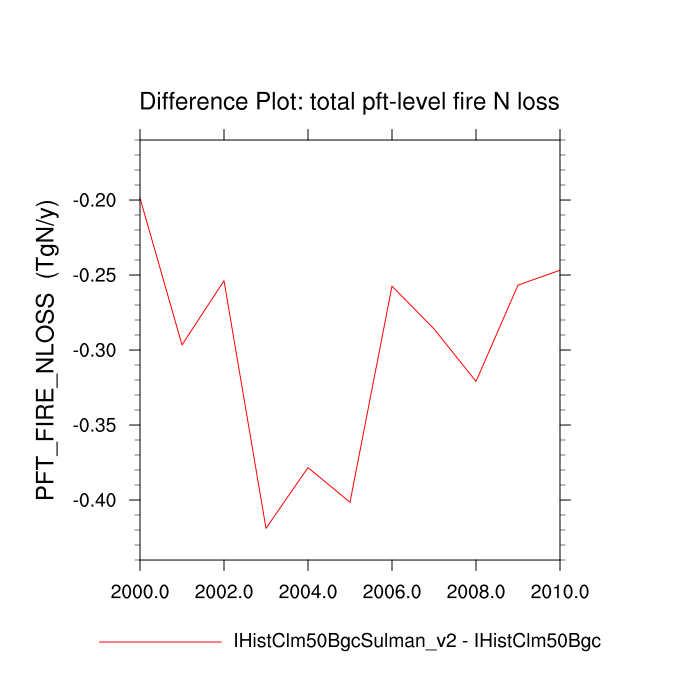 Difference Plot: total pft-level fire N loss
PFT_FIRE_NLOSS (TgN/y)
-0.20
-0.25
-0.30
-0.35
-0.40
2000.0 2002.0 2004.0 2006.0 2008.0 2010.0
IHistClm50BgcSulman_v2 - IHistClm50Bgc